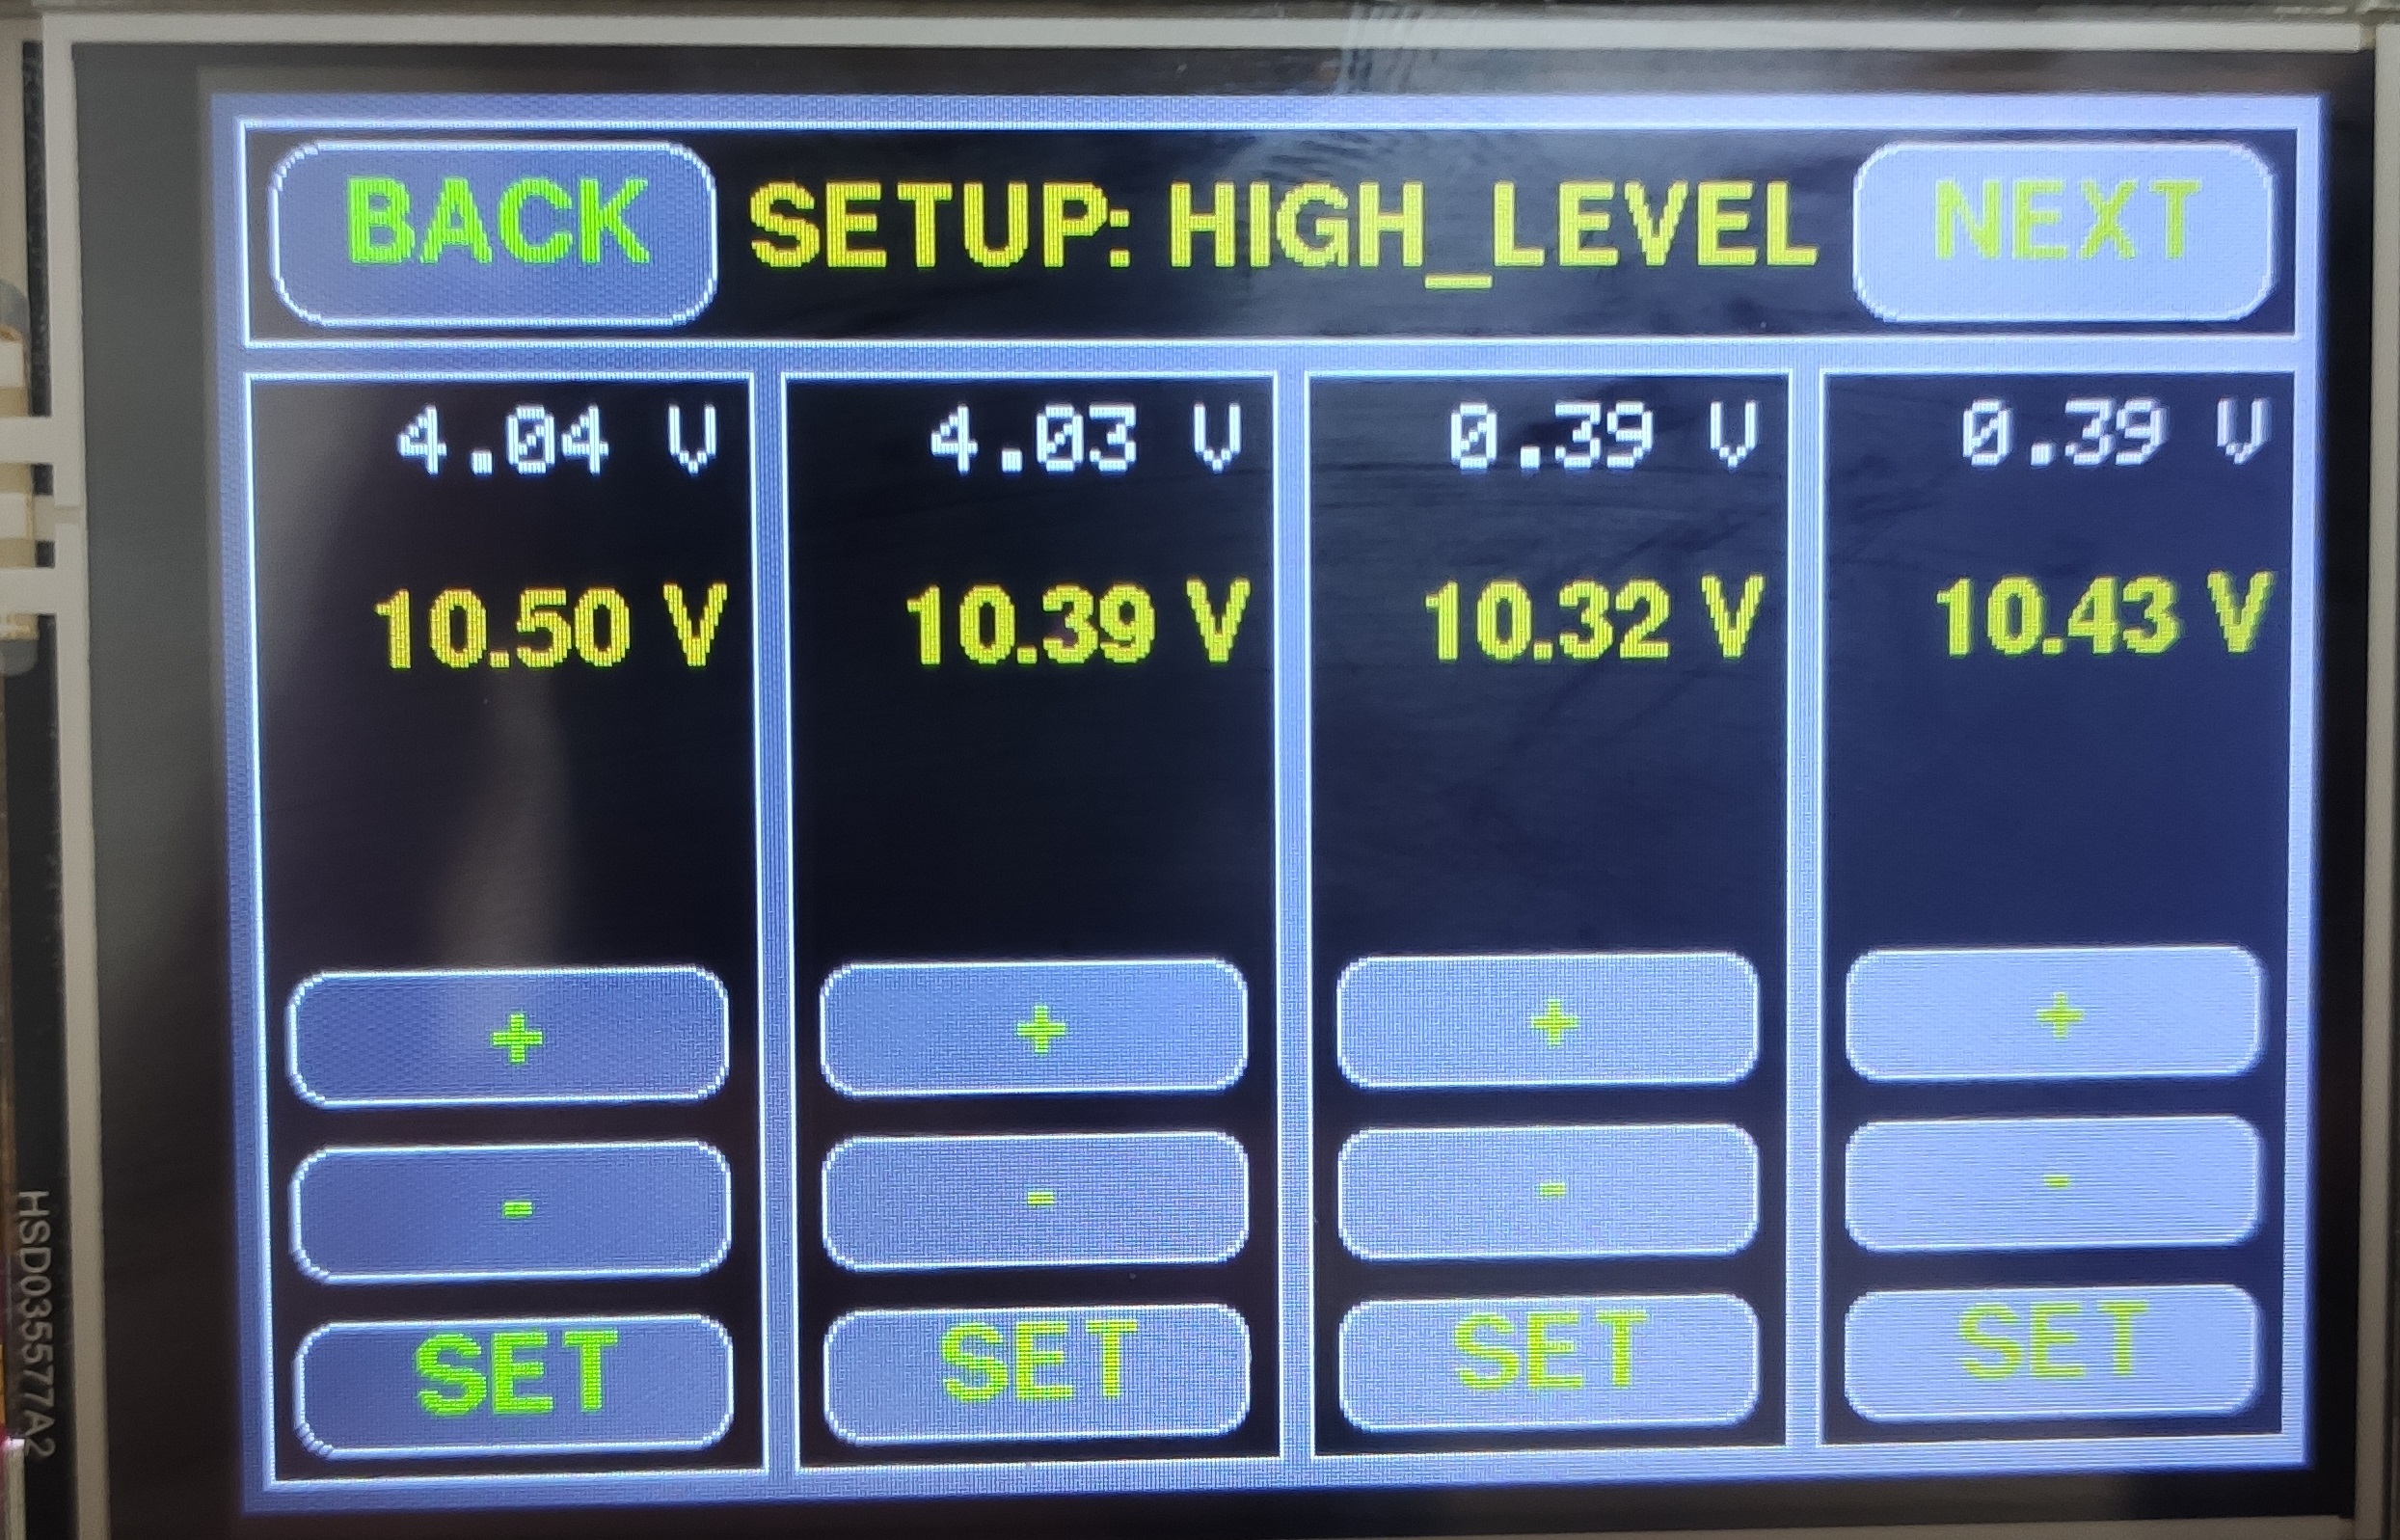 BACK SETUP: HIGH_LEVEL NEXT
4.04 V 4.03 V 0.39 V 0.39 V
10.50 V 10.39 V 10.32 V 10.43 V
+ + + +
- - - -
SET SET SET SET
HSD035577A2